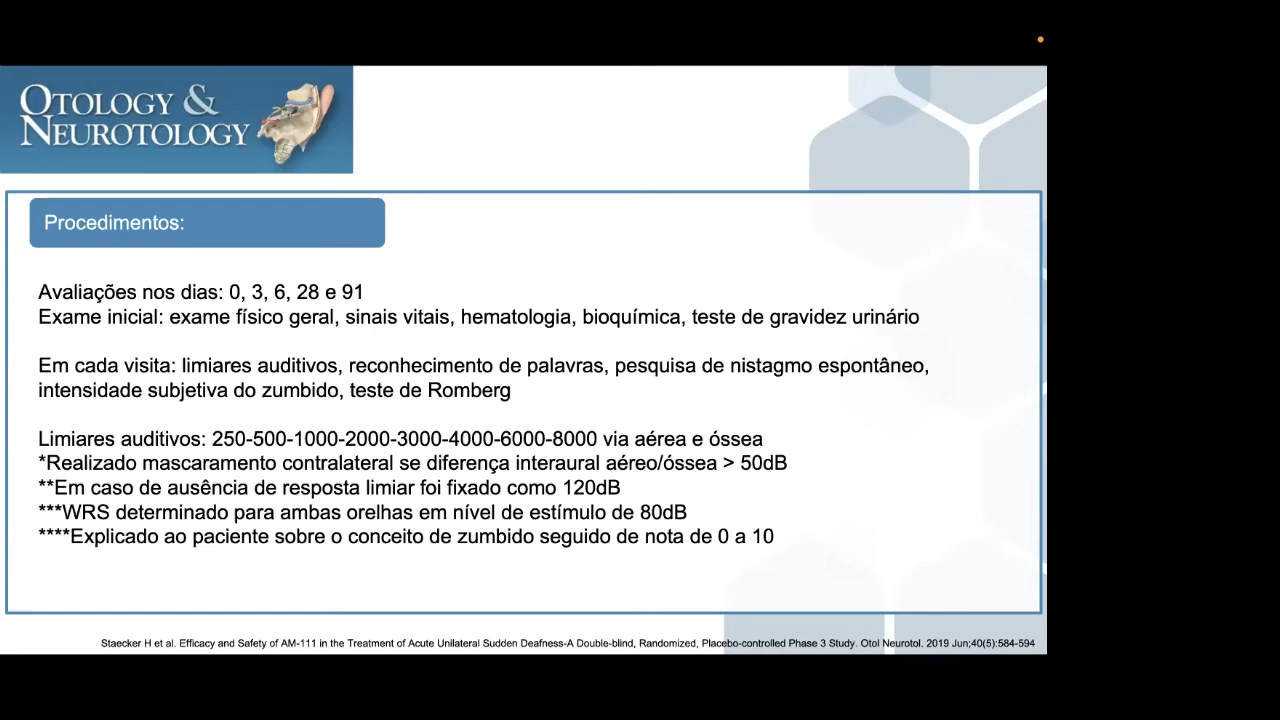 OTOLOGY &
NEUROTOLOGY
Procedimentos:
Avaliações nos dias: 0, 3, 6, 28 e 91
Exame inicial: exame físico geral, sinais vitais, hematologia, bioquímica, teste de gravidez urinário
Em cada visita: limiares auditivos, reconhecimento de palavras, pesquisa de nistagmo espontâneo,
intensidade subjetiva do zumbido, teste de Romberg
Limiares auditivos: 250-500-1000-2000-3000-4000-6000-8000 via aérea e óssea
*Realizado mascaramento contralateral se diferença interaural aéreo/óssea > 50dB
**Em caso de ausência de resposta limiar foi fixado como 120dB
***WRS determinado para ambas orelhas em nível de estímulo de 80dB
****Explicado ao paciente sobre o conceito de zumbido seguido de nota de 0 a 10
Staecker H et al. Efficacy and Safety of AM-111 in the Treatment of Acute Unilateral Sudden Deafness-A Double-blind, Randomized, Placebo-controlled Phase 3 Study. Otol Neurotol. 2019 Jun;40(5):584-594